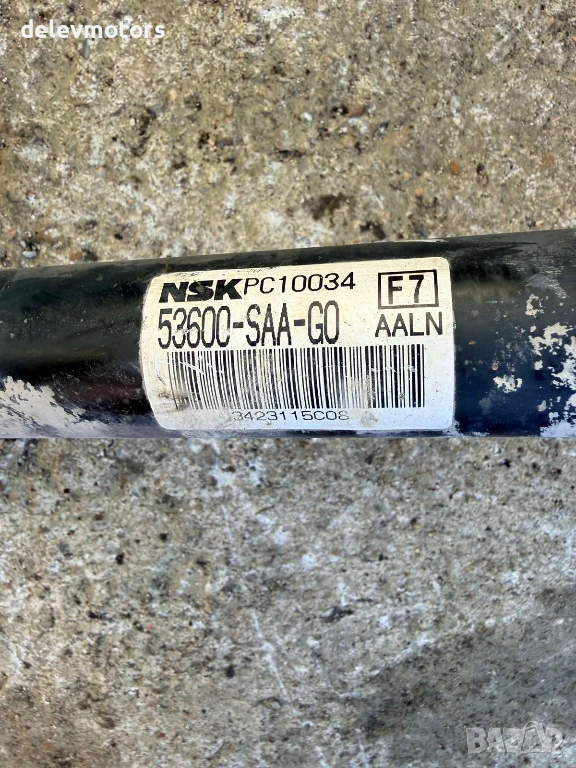 delevmotors
NSK PC10034
F7
53600-SAA-G0
AALN
3423115C08
BAZAR